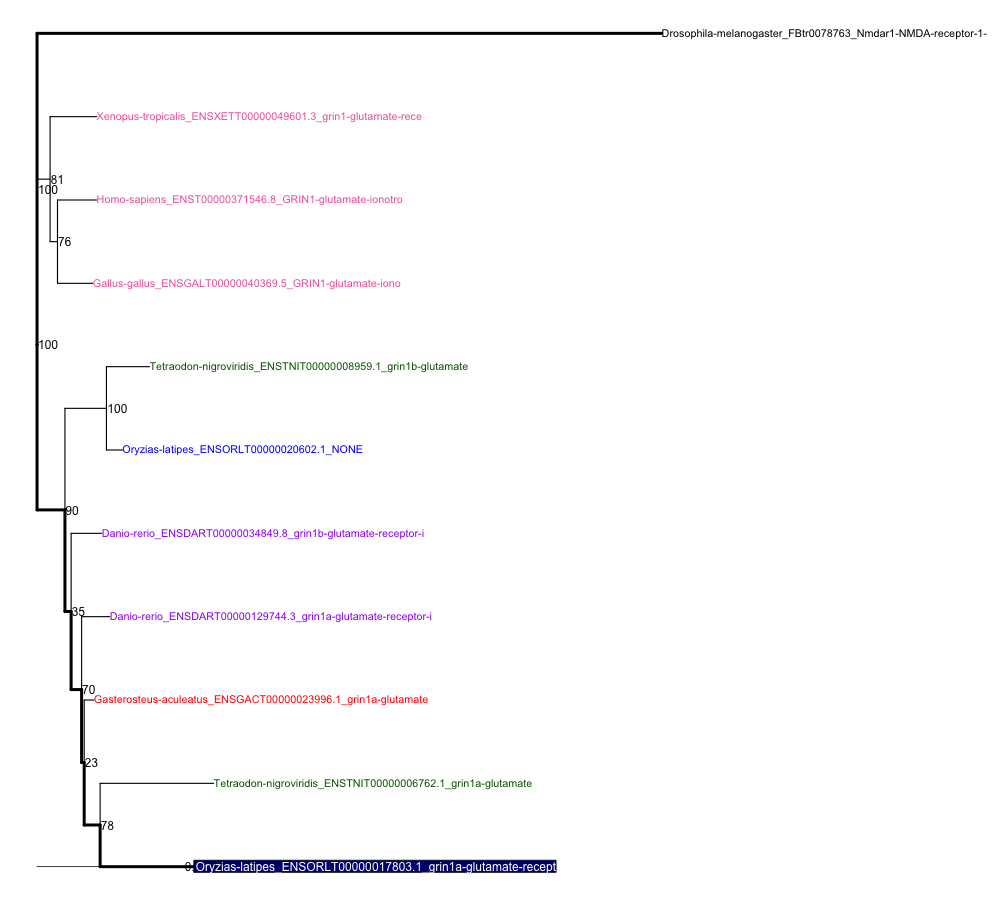 Drosophila-melanogaster_FBtr0078763_Nmdar1-NMDA-receptor-1-
Xenopus-tropicalis_ENSXETT00000049601.3_grin1-glutamate-rece
81
100
Homo-sapiens_ENST00000371546.8_GRIN1-glutamate-ionotro
76
Gallus-gallus_ENSGALT00000040369.5_GRIN1-glutamate-iono
100
Tetraodon-nigroviridis_ENSTNIT00000008959.1_grin1b-glutamate
100
Oryzias-latipes_ENSORLT00000020602.1_NONE
90
Danio-rerio_ENSDART00000034849.8_grin1b-glutamate-receptor-i
35
Danio-rerio_ENSDART00000129744.3_grin1a-glutamate-receptor-i
70
Gasterosteus-aculeatus_ENSGACT00000023996.1_grin1a-glutamate
23
Tetraodon-nigroviridis_ENSTNIT00000006762.1_grin1a-glutamate
78
Oryzias-latipes_ENSORLT00000017803.1_grin1a-glutamate-recept